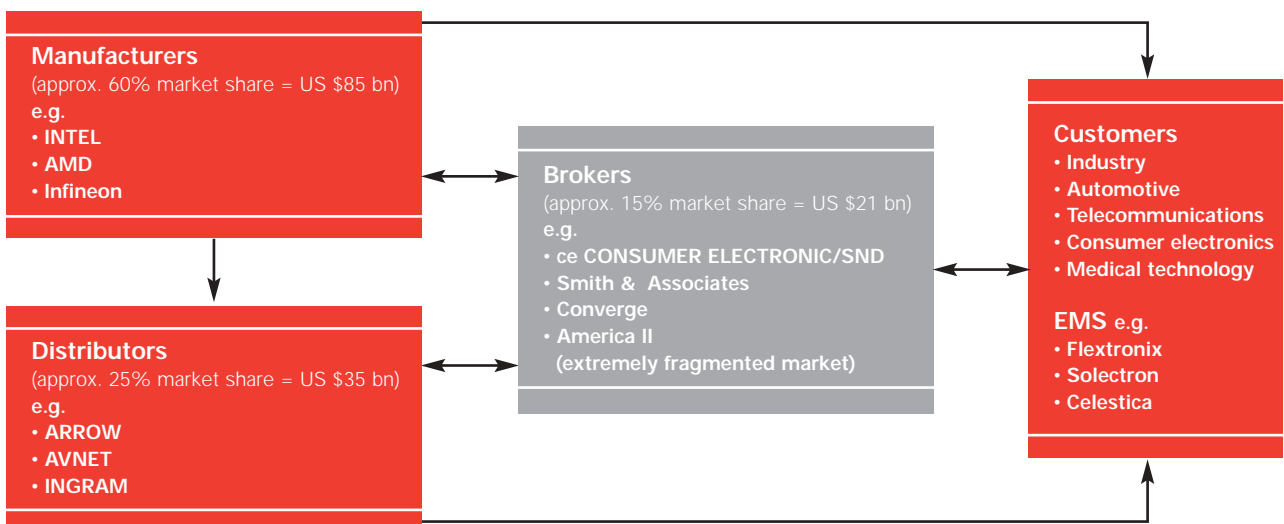 Manufacturers
(approx. 60% market share = US $85 bn)
e.g.
• INTEL
• AMD
• Infineon
Distributors
(approx. 25% market share = US $35 bn)
e.g.
• ARROW
• AVNET
• INGRAM
Brokers
(approx. 15% market share = US $21 bn)
e.g.
• ce CONSUMER ELECTRONIC/SND
• Smith & Associates
• Converge
• America II
(extremely fragmented market)
Customers
• Industry
• Automotive
• Telecommunications
• Consumer electronics
• Medical technology
EMS e.g.
• Flextronix
• Solectron
• Celestica